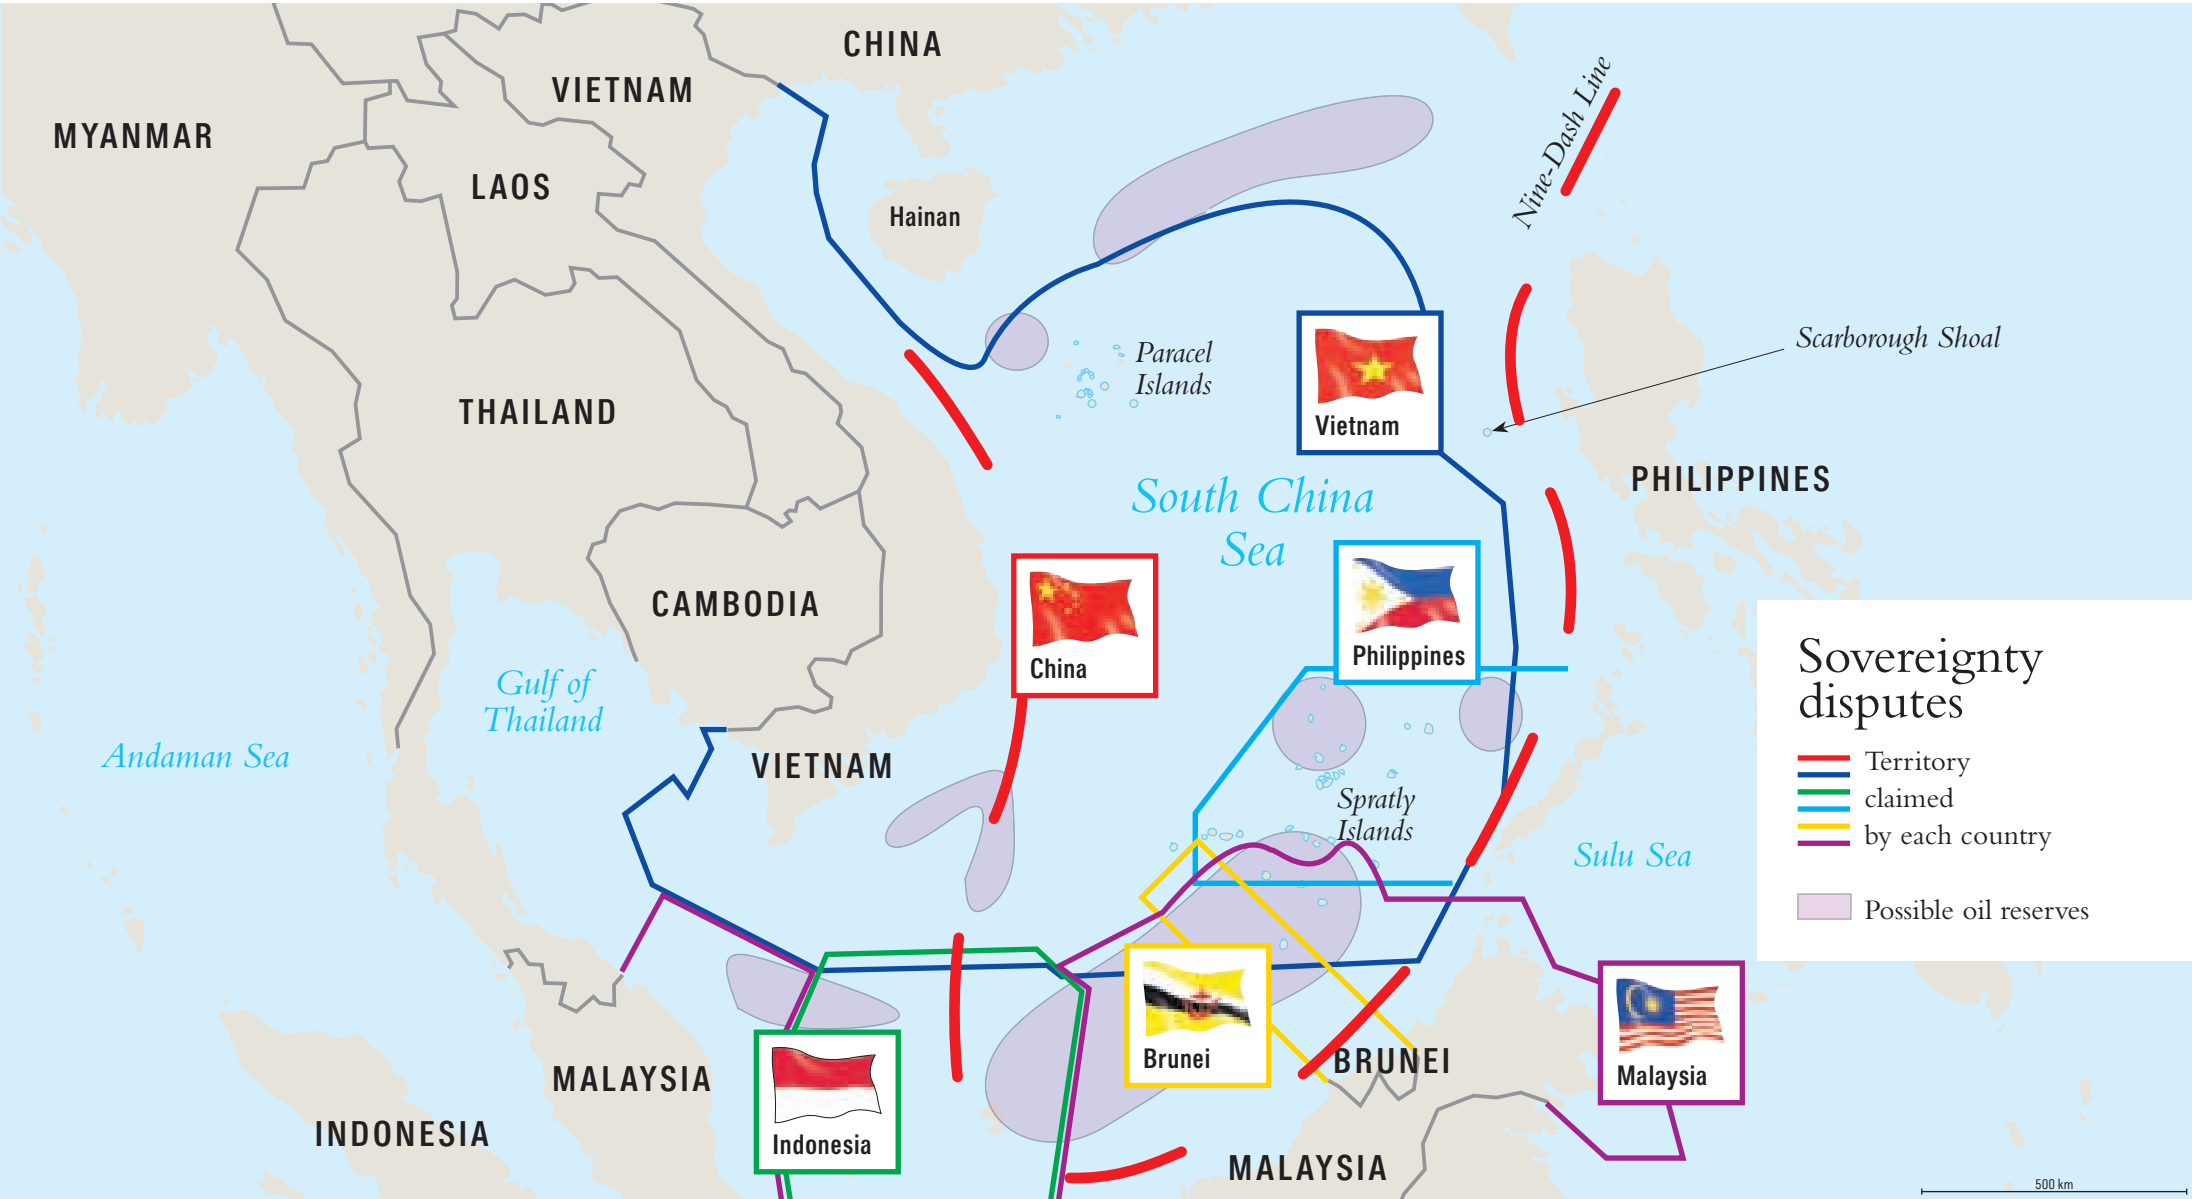 CHINA
VIETNAM
MYANMAR
LAOS
Hainan
Nine-Dash Line
Paracel
Islands
Scarborough Shoal
Vietnam
THAILAND
PHILIPPINES
South China
Sea
CAMBODIA
China
Philippines
Gulf of
Thailand
Andaman Sea
VIETNAM
Spratly
Islands
Sulu Sea
Sovereignty
disputes
Territory
claimed
by each country
Possible oil reserves
Brunei
BRUNEI
Malaysia
MALAYSIA
Indonesia
INDONESIA
MALAYSIA
500 km